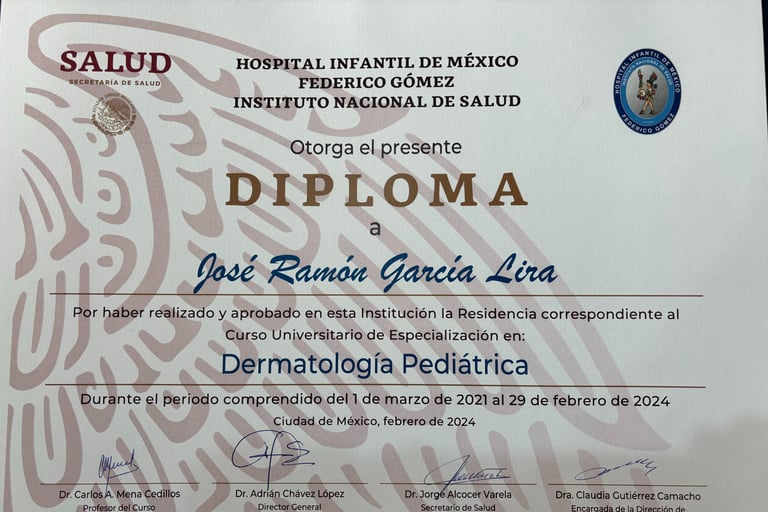 SALUD
SECRETARÍA DE SALUD
HOSPITAL INFANTIL DE MÉXICO
FEDERICO GÓMEZ
INSTITUTO NACIONAL DE SALUD
HOSPITAL INFANTIL DE MÉXICO
INSTITUTO NACIONAL DE SALUD
FEDERICO GÓMEZ
Otorga el presente
DIPLOMA
a
José Ramón García Lira
Por haber realizado y aprobado en esta Institución la Residencia correspondiente al
Curso Universitario de Especialización en:
Dermatología Pediátrica
Durante el periodo comprendido del 1 de marzo de 2021 al 29 de febrero de 2024
Ciudad de México, febrero de 2024
Dr. Carlos A. Mena Cedillos
Profesor del Curso
Dr. Adrián Chávez López
Director General
Dr. Jorge Alcocer Varela
Secretario de Salud
Dra. Claudia Gutiérrez Camacho
Encargada de la Dirección de